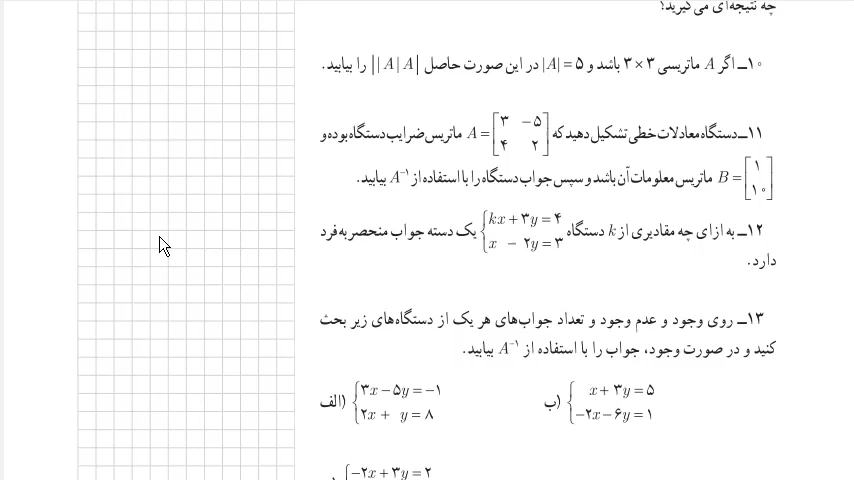 چه نتیجه‌ای می‌گیرید؟
۱۰ــ اگر A ماتریسی ۳×۳ باشد و |A|=۵ در این صورت حاصل ||A|A| را بیابید.
۱۱ــ دستگاه معادلات خطی تشکیل دهید که A=[۳ −۵ ; ۴ ۲] ماتریس ضرایب دستگاه بوده و
B=[۱ ; ۱۰] ماتریس معلومات آن باشد و سپس جواب دستگاه را با استفاده از A⁻¹ بیابید.
۱۲ــ به ازای چه مقادیری از k دستگاه {kx+۳y=۴ ; x − ۲y=۳ یک دسته جواب منحصر به فرد
دارد.
۱۳ــ روی وجود و عدم وجود و تعداد جواب‌های هر یک از دستگاه‌های زیر بحث
کنید و در صورت وجود، جواب را با استفاده از A⁻¹ بیابید.
الف) {۳x−۵y=−۱ ; ۲x+ y=۸
ب) {x+۳y=۵ ; −۲x−۶y=۱
{−۲x+۳y=۲